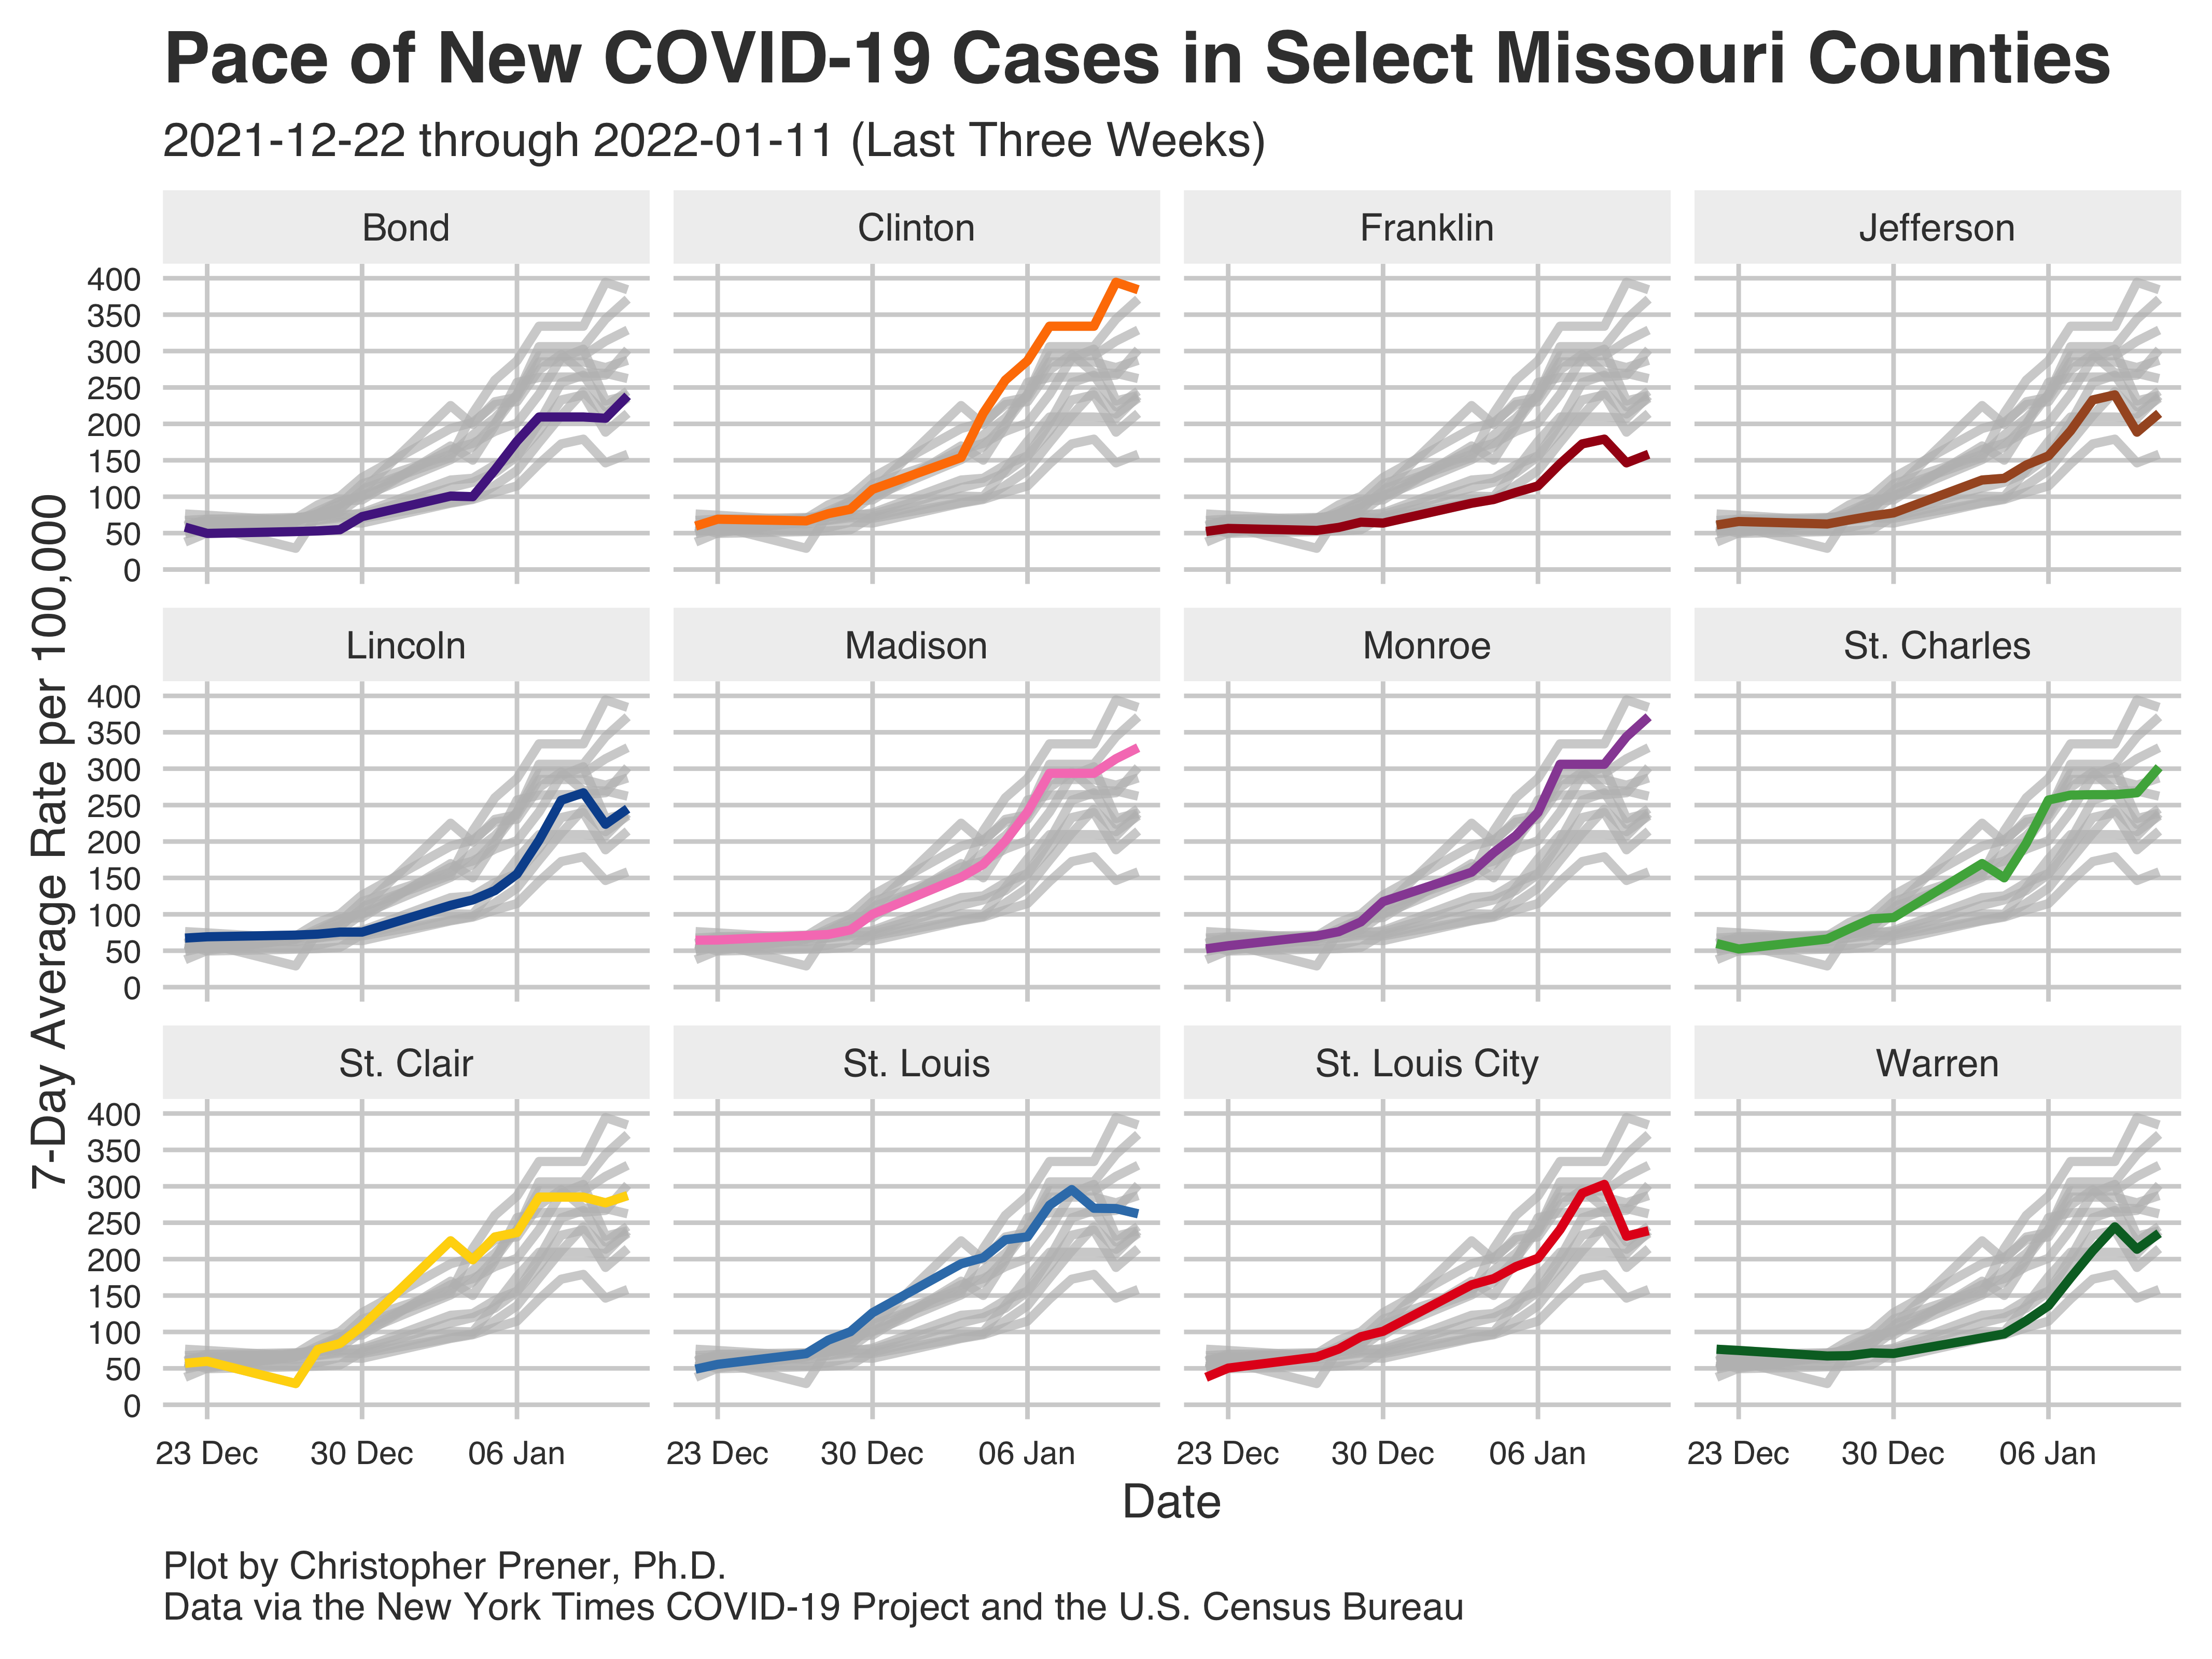 Pace of New COVID-19 Cases in Select Missouri Counties
2021-12-22 through 2022-01-11 (Last Three Weeks)
7-Day Average Rate per 100,000
Bond
Clinton
Franklin
Jefferson
400
350
300
250
200
150
100
50
0
Lincoln
Madison
Monroe
St. Charles
400
350
300
250
200
150
100
50
0
St. Clair
St. Louis
St. Louis City
Warren
400
350
300
250
200
150
100
50
0
23 Dec 30 Dec 06 Jan
23 Dec 30 Dec 06 Jan
23 Dec 30 Dec 06 Jan
23 Dec 30 Dec 06 Jan
Date
Plot by Christopher Prener, Ph.D.
Data via the New York Times COVID-19 Project and the U.S. Census Bureau